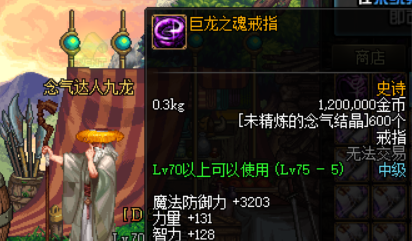 巨龙之魂戒指
念气达人九龙
商店
史诗
0.3kg
1,200,000金币
[未精炼的念气结晶]600个
戒指
无法交易
Lv70以上可以使用 (Lv75 - 5)
中级
魔法防御力 +3203
力量 +131
智力 +128
[D
Lv70